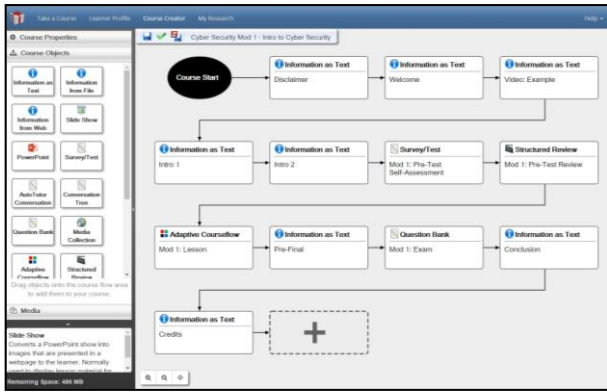 Take a Course Learner Profile Course Creator My Research Help
Course Properties
Course Objects
Information as Text
Information from File
Information from Web
Slide Show
PowerPoint
Survey/Test
AutoTutor Conversation
Conversation Tree
Question Bank
Media Collection
Adaptive Courseflow
Structured Review
Drag objects onto the course flow area
to add them to your course.
Media
Slide Show
Converts a PowerPoint show into
images that are presented in a
webpage to the learner. Normally
used to display lesson material for
Remaining Space: 486 MB
Cyber Security Mod 1 - Intro to Cyber Security
Course Start
Information as Text
Disclaimer
Information as Text
Welcome
Information as Text
Video: Example
Information as Text
Intro 1
Information as Text
Intro 2
Survey/Test
Mod 1: Pre-Test
Self-Assessment
Structured Review
Mod 1: Pre-Test Review
Adaptive Courseflow
Mod 1: Lesson
Information as Text
Pre-Final
Question Bank
Mod 1: Exam
Information as Text
Conclusion
Information as Text
Credits